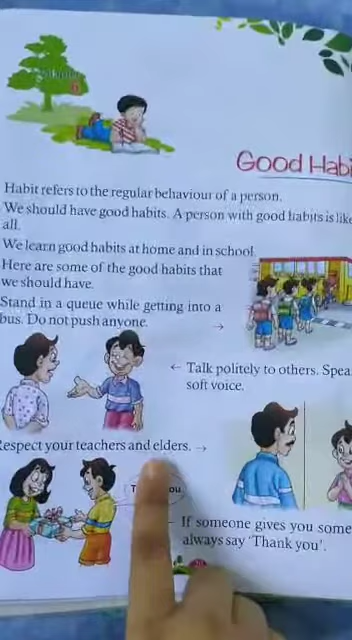 Chapter
Good Habi
Habit refers to the regular behaviour of a person.
We should have good habits. A person with good habits is like
all.
We learn good habits at home and in school.
Here are some of the good habits that
we should have.
Stand in a queue while getting into a
bus. Do not push anyone. →
← Talk politely to others. Spea
soft voice.
Respect your teachers and elders. →
T you.
If someone gives you some
always say ‘Thank you’.